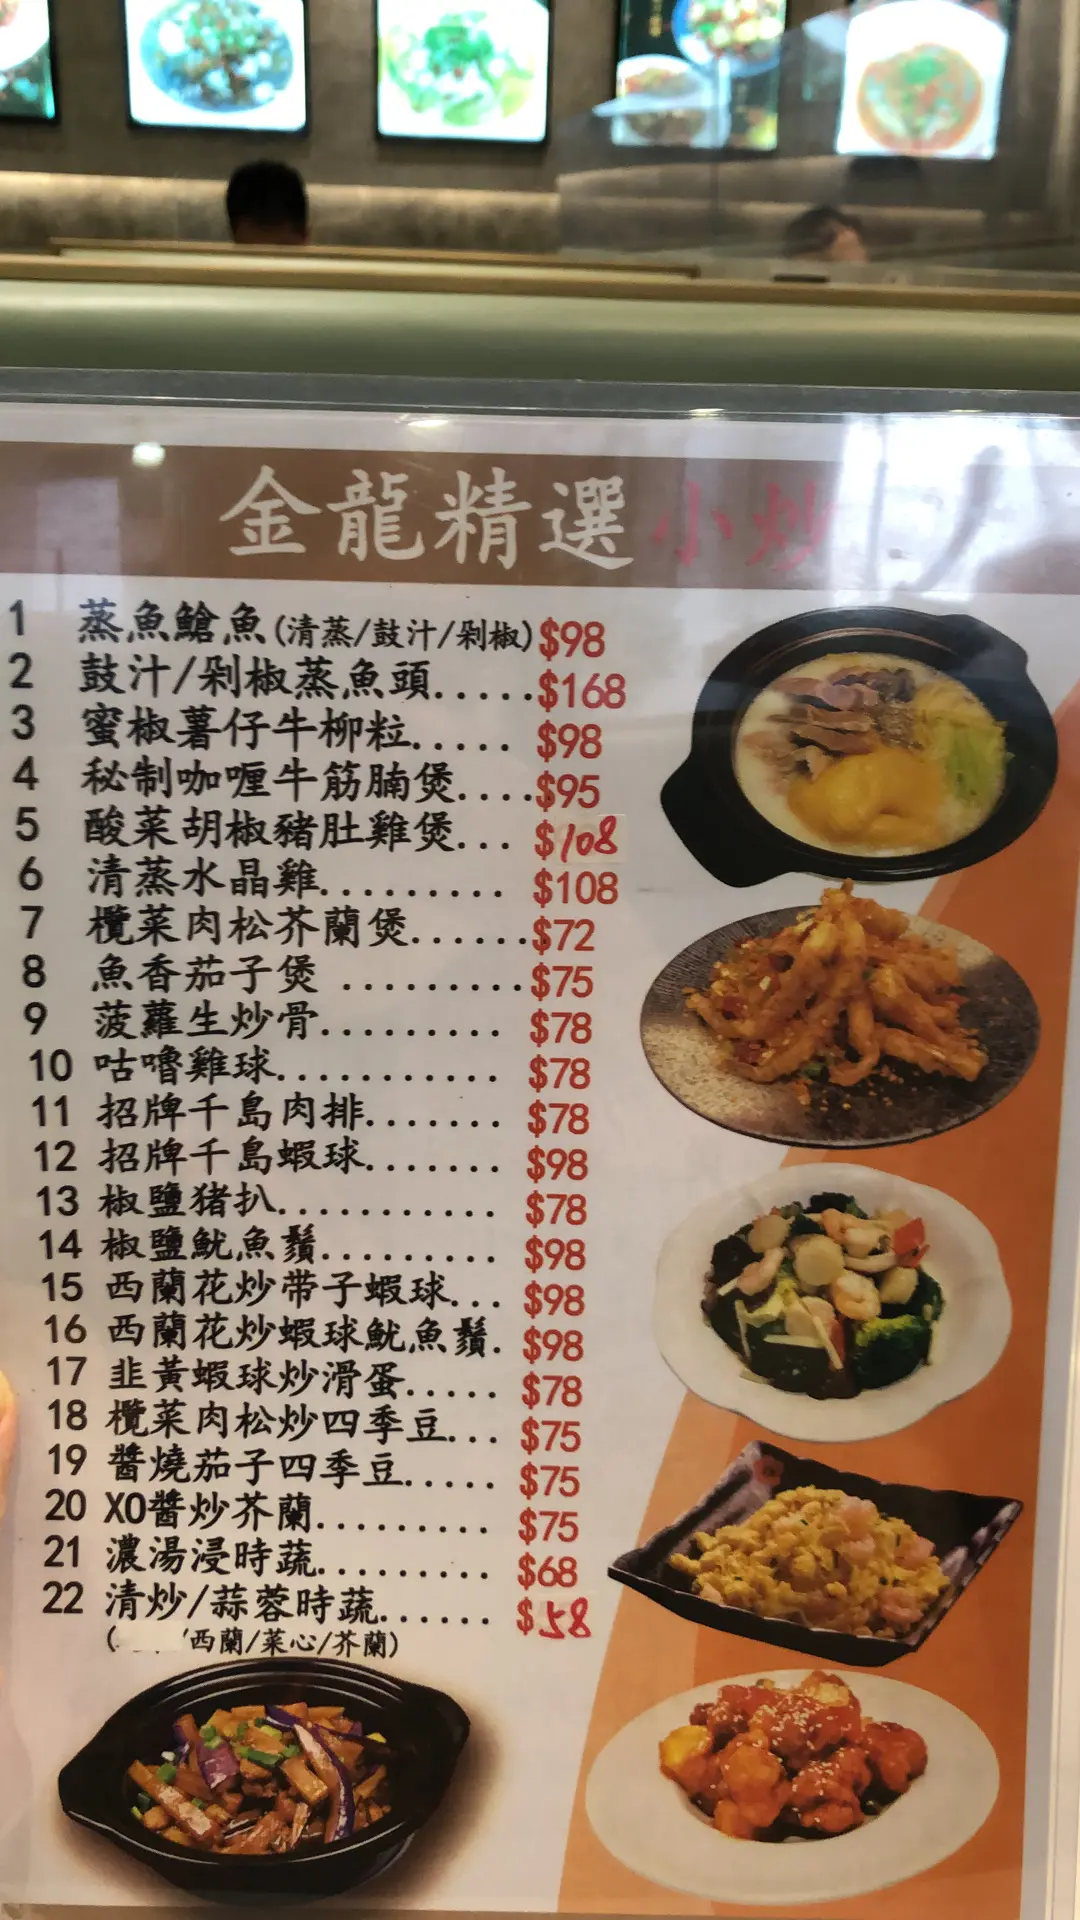 金龍精選小炒
1 蒸魚鮯魚(清蒸/鼓汁/剁椒)$98
2 鼓汁/剁椒蒸魚頭.....$168
3 蜜椒薯仔牛柳粒..... $98
4 秘制咖喱牛筋腩煲....$95
5 酸菜胡椒豬肚雞煲... $108
6 清蒸水晶雞......... $108
7 欖菜肉松芥蘭煲......$72
8 魚香茄子煲 .........$75
9 菠蘿生炒骨......... $78
10 咕嚕雞球........... $78
11 招牌千島肉排....... $78
12 招牌千島蝦球....... $98
13 椒鹽猪扒........... $78
14 椒鹽魷魚鬚......... $98
15 西蘭花炒带子蝦球... $98
16 西蘭花炒蝦球魷魚鬚. $98
17 韭黃蝦球炒滑蛋..... $78
18 欖菜肉松炒四季豆... $75
19 醬燒茄子四季豆..... $75
20 XO醬炒芥蘭......... $75
21 濃湯浸時蔬......... $68
22 清炒/蒜蓉時蔬...... $58
(/西蘭/菜心/芥蘭)